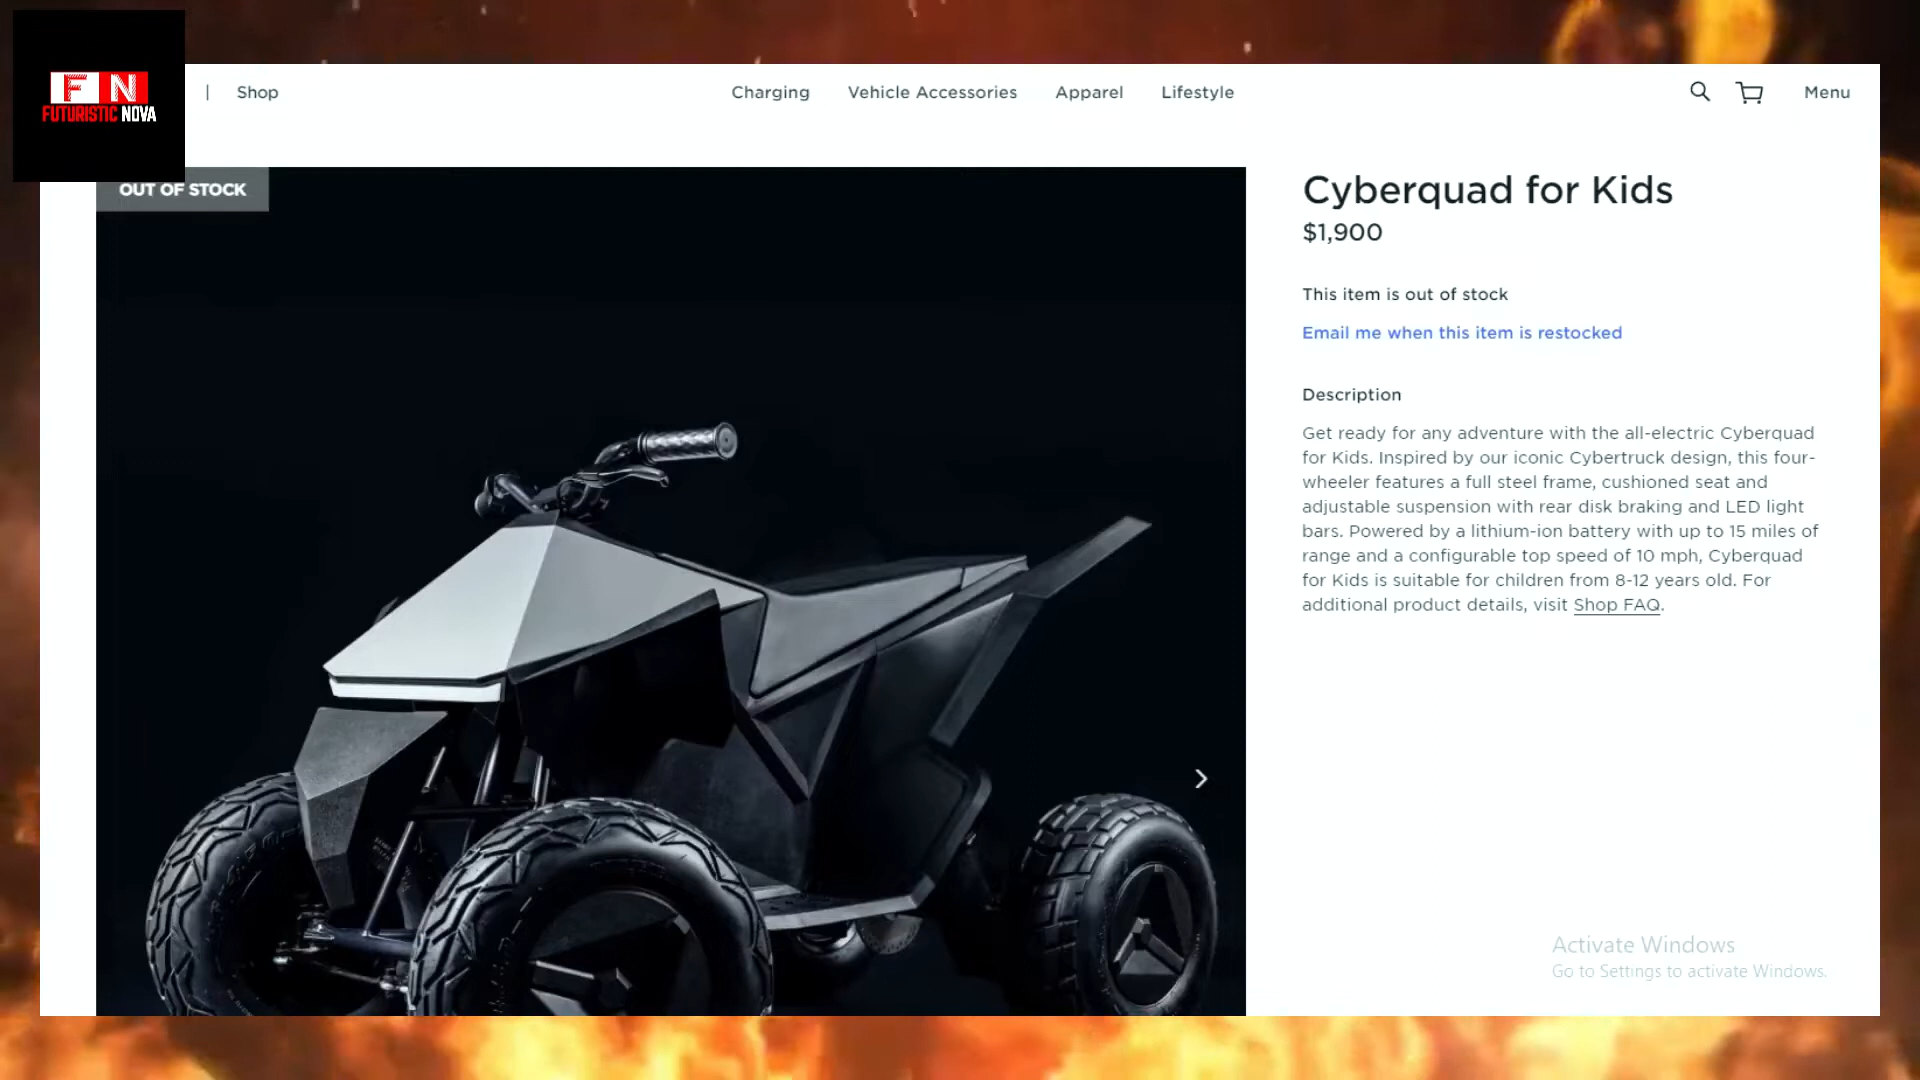 FN
FUTURISTIC NOVA
| Shop
Charging
Vehicle Accessories
Apparel
Lifestyle
Menu
OUT OF STOCK
Cyberquad for Kids
$1,900
This item is out of stock
Email me when this item is restocked
Description
Get ready for any adventure with the all-electric Cyberquad
for Kids. Inspired by our iconic Cybertruck design, this four-
wheeler features a full steel frame, cushioned seat and
adjustable suspension with rear disk braking and LED light
bars. Powered by a lithium-ion battery with up to 15 miles of
range and a configurable top speed of 10 mph, Cyberquad
for Kids is suitable for children from 8-12 years old. For
additional product details, visit Shop FAQ.
Activate Windows
Go to Settings to activate Windows.